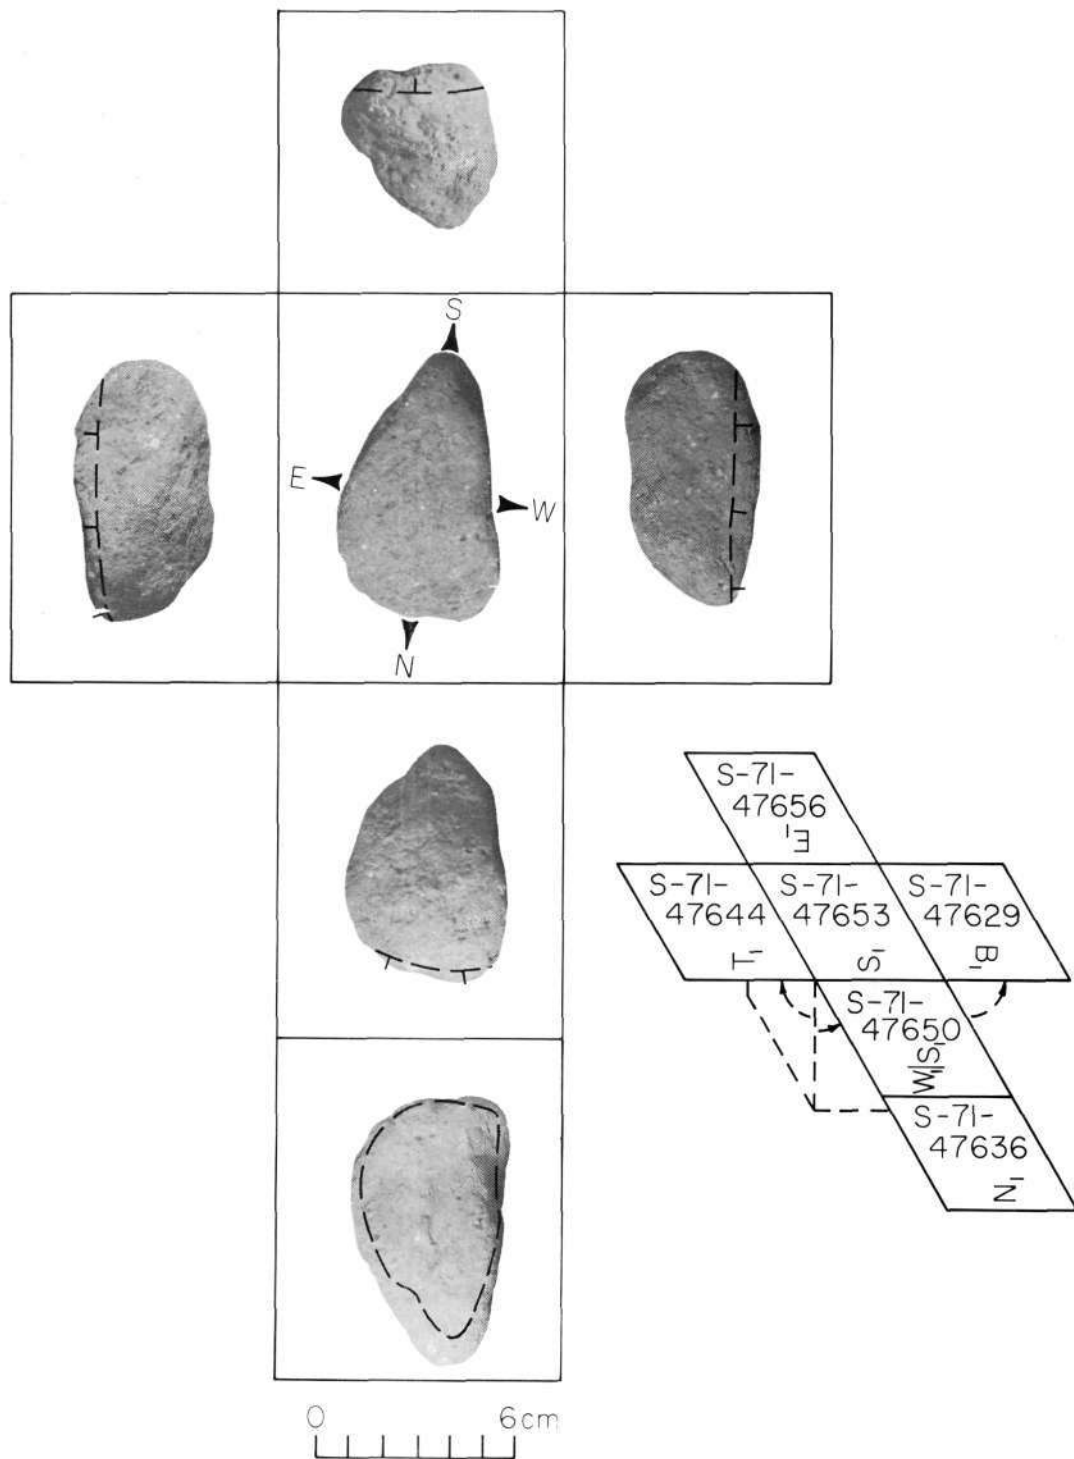 S
E
W
N
S-71-
47656
E'
S-71-
47644
T'
S-71-
47653
S'
S-71-
47629
B'
S-71-
47650
W'S'
S-71-
47636
N'
0 6cm